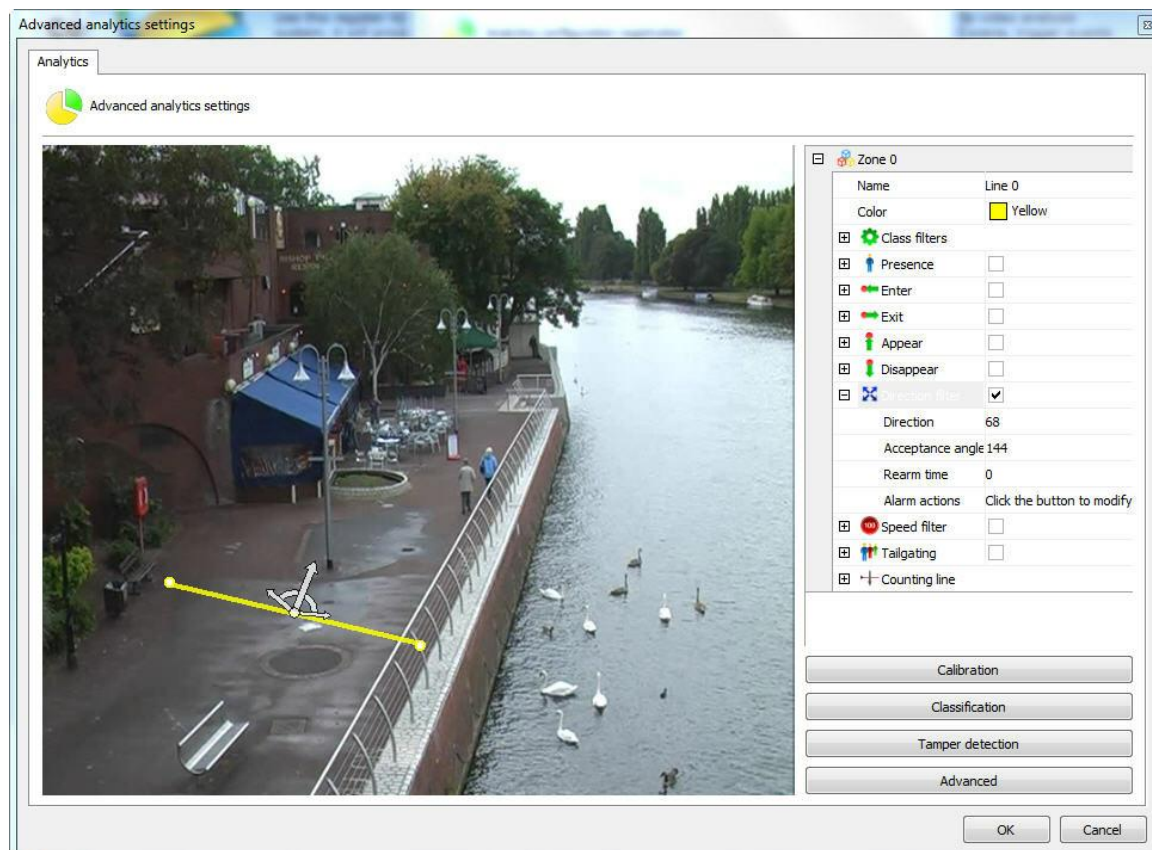 Advanced analytics settings
Analytics
Advanced analytics settings
Zone 0
Name Line 0
Color Yellow
Class filters
Presence
Enter
Exit
Appear
Disappear
Direction filter
Direction 68
Acceptance angle 144
Rearm time 0
Alarm actions Click the button to modify
100 Speed filter
Tailgating
Counting line
Calibration
Classification
Tamper detection
Advanced
OK Cancel